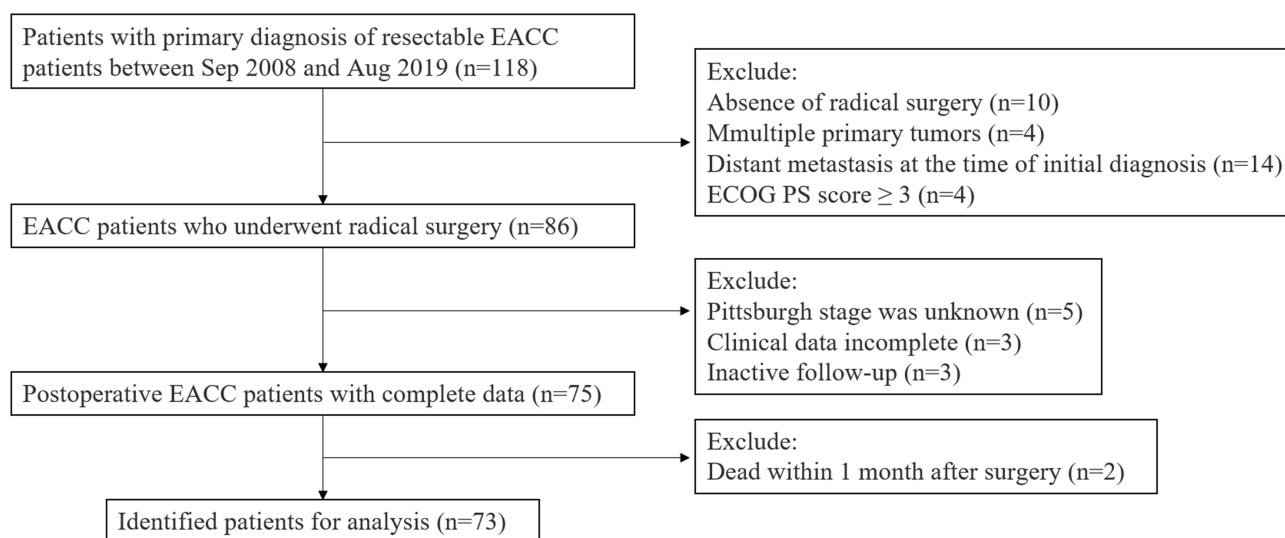 Patients with primary diagnosis of resectable EACC
patients between Sep 2008 and Aug 2019 (n=118)
Exclude:
Absence of radical surgery (n=10)
Mmultiple primary tumors (n=4)
Distant metastasis at the time of initial diagnosis (n=14)
ECOG PS score ≥ 3 (n=4)
EACC patients who underwent radical surgery (n=86)
Exclude:
Pittsburgh stage was unknown (n=5)
Clinical data incomplete (n=3)
Inactive follow-up (n=3)
Postoperative EACC patients with complete data (n=75)
Exclude:
Dead within 1 month after surgery (n=2)
Identified patients for analysis (n=73)